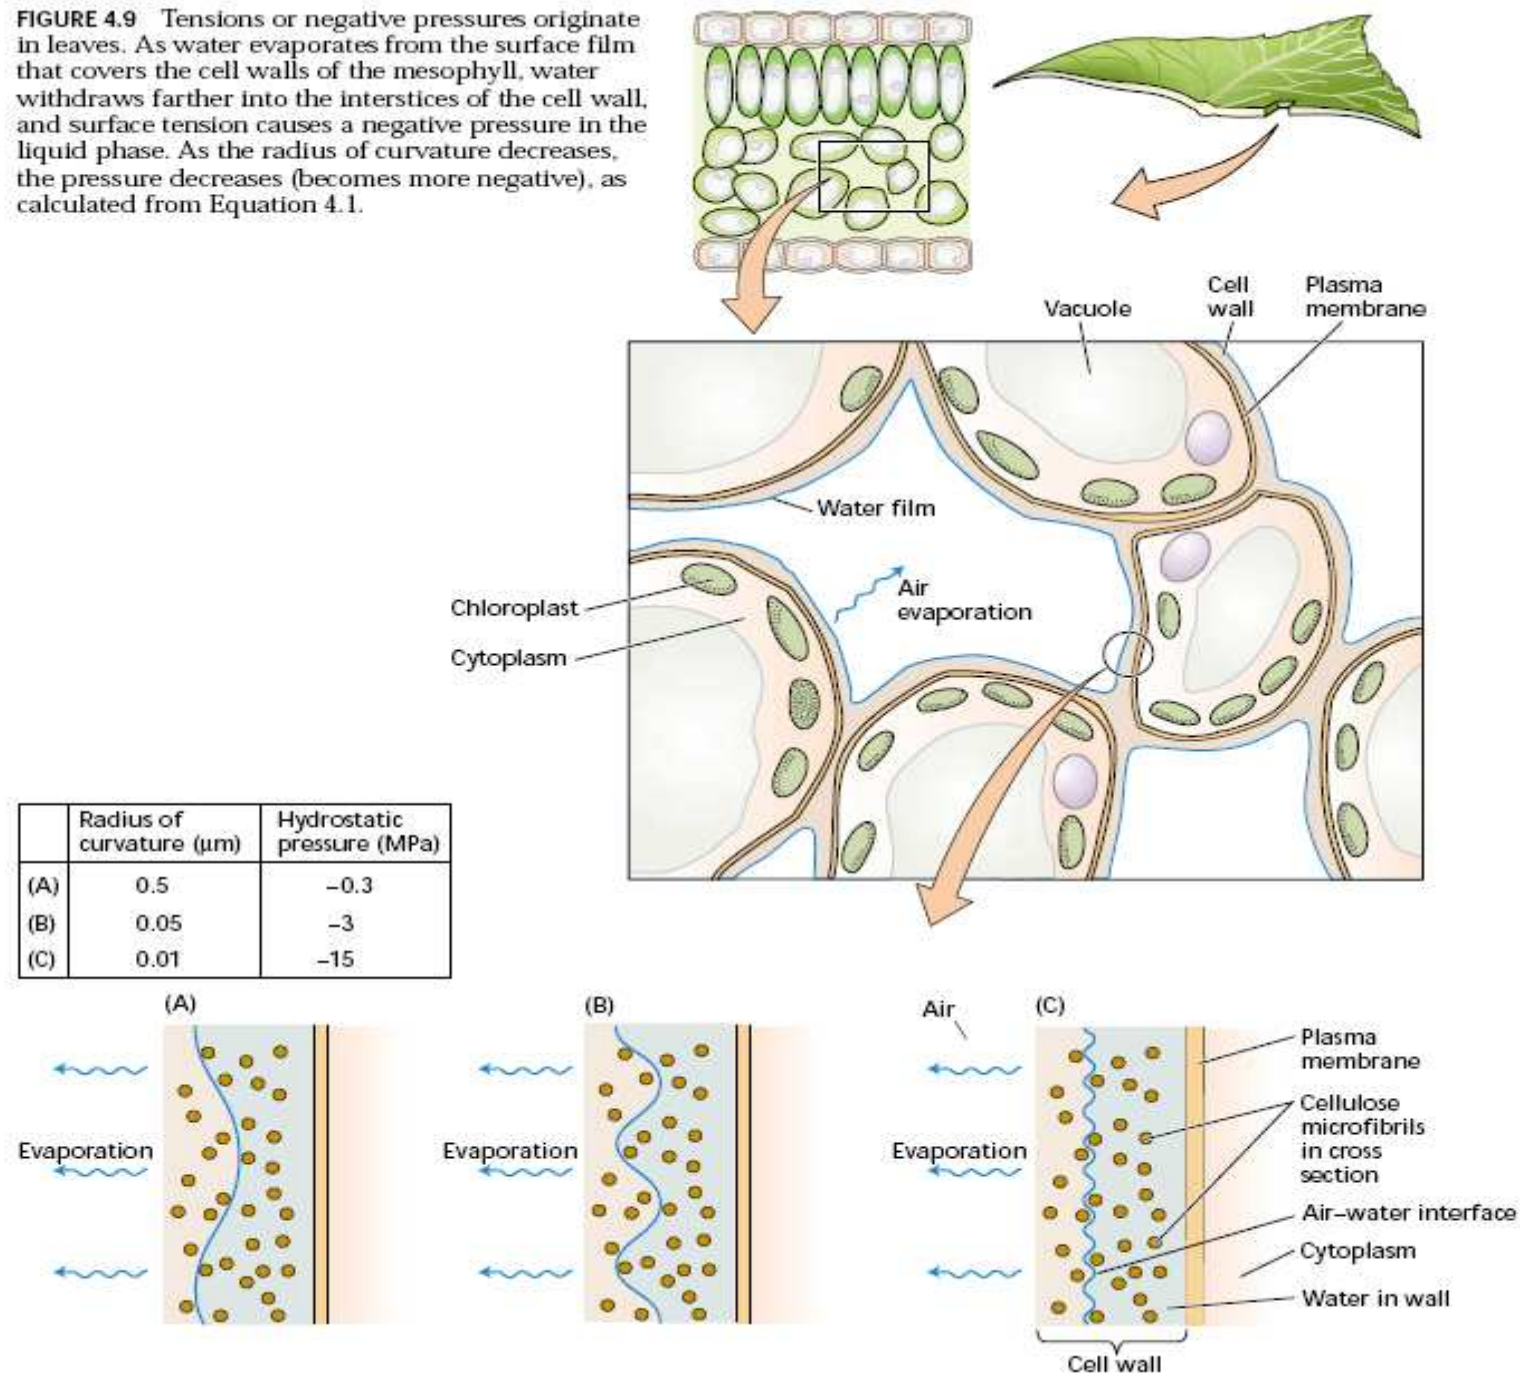 FIGURE 4.9 Tensions or negative pressures originate
in leaves. As water evaporates from the surface film
that covers the cell walls of the mesophyll, water
withdraws farther into the interstices of the cell wall,
and surface tension causes a negative pressure in the
liquid phase. As the radius of curvature decreases,
the pressure decreases (becomes more negative), as
calculated from Equation 4.1.
Vacuole
Cell
wall
Plasma
membrane
Water film
Air
evaporation
Chloroplast
Cytoplasm
Radius of
curvature (μm)
Hydrostatic
pressure (MPa)
(A) 0.5 –0.3
(B) 0.05 –3
(C) 0.01 –15
(A)
Evaporation
(B)
Evaporation
(C)
Air
Evaporation
Plasma
membrane
Cellulose
microfibrils
in cross
section
Air–water interface
Cytoplasm
Water in wall
Cell wall